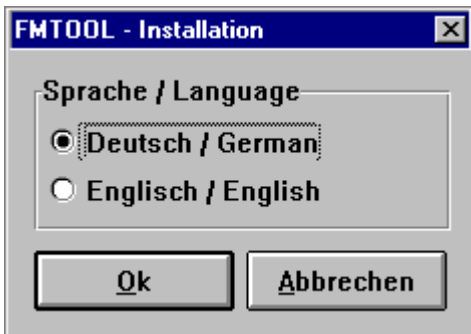 FMTOOL - Installation
Sprache / Language
Deutsch / German
Englisch / English
Ok Abbrechen